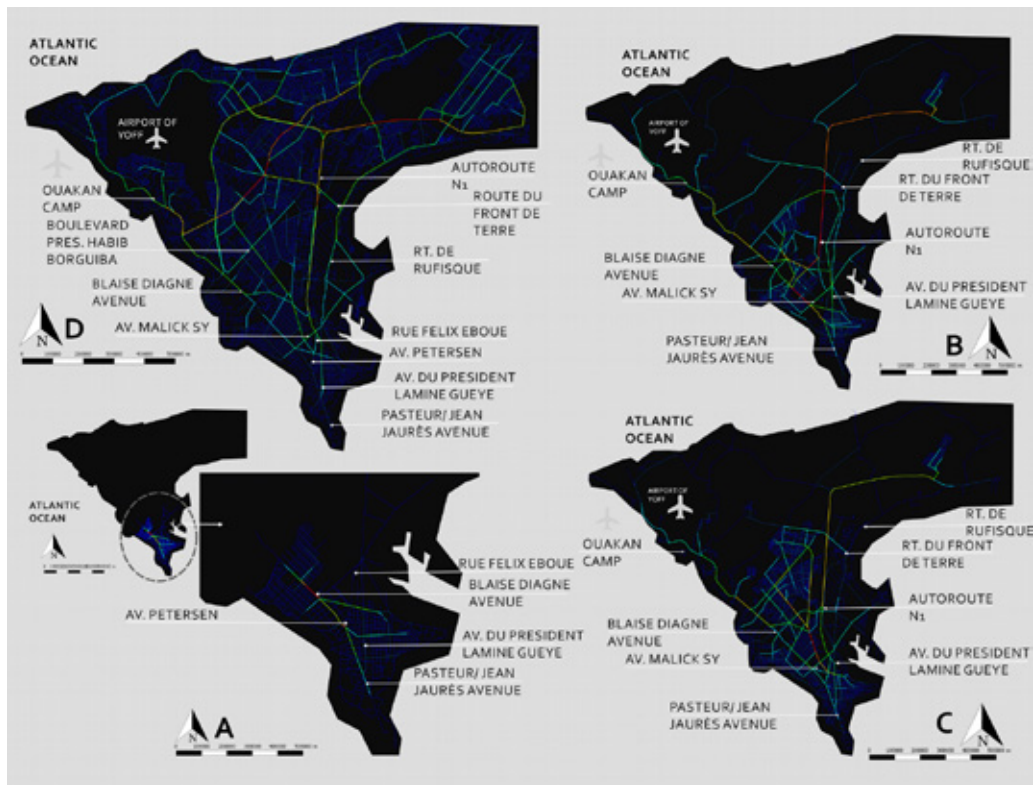 ATLANTIC
OCEAN
AIRPORT OF
YOFF
OUAKAN
CAMP
BOULEVARD
PRES. HABIB
BORGUIBA
BLAISE DIAGNE
AVENUE
AV. MALICK SY
AUTOROUTE
N1
ROUTE DU
FRONT DE
TERRE
RT. DE
RUFISQUE
RUE FELIX EBOUE
AV. PETERSEN
AV. DU PRESIDENT
LAMINE GUEYE
PASTEUR/ JEAN
JAURÈS AVENUE
N
D
ATLANTIC
OCEAN
AIRPORT OF
YOFF
OUAKAN
CAMP
BLAISE DIAGNE
AVENUE
AV. MALICK SY
PASTEUR/ JEAN
JAURÈS AVENUE
RT. DE
RUFISQUE
RT. DU FRONT
DE TERRE
AUTOROUTE
N1
AV. DU PRESIDENT
LAMINE GUEYE
B
N
ATLANTIC
OCEAN
N
AV. PETERSEN
RUE FELIX EBOUE
BLAISE DIAGNE
AVENUE
AV. DU PRESIDENT
LAMINE GUEYE
PASTEUR/ JEAN
JAURÈS AVENUE
N
A
ATLANTIC
OCEAN
AIRPORT OF
YOFF
OUAKAN
CAMP
BLAISE DIAGNE
AVENUE
AV. MALICK SY
PASTEUR/ JEAN
JAURÈS AVENUE
RT. DE
RUFISQUE
RT. DU FRONT
DE TERRE
AUTOROUTE
N1
AV. DU PRESIDENT
LAMINE GUEYE
C
N